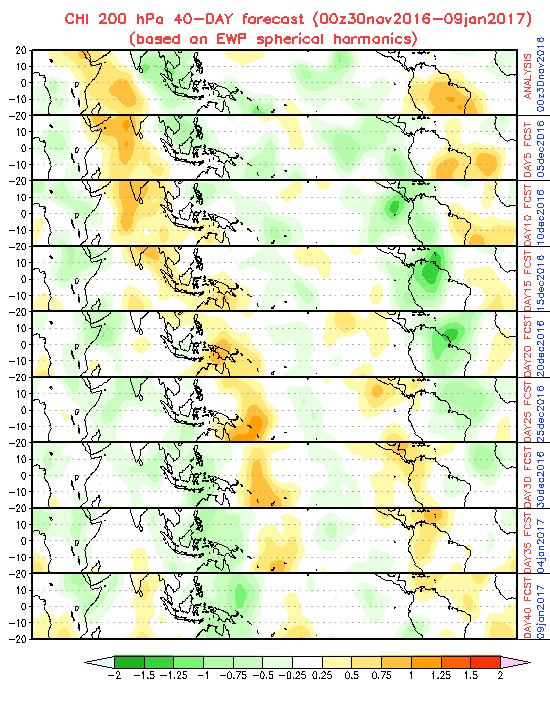 CHI 200 hPa 40-DAY forecast (00z30nov2016-09jan2017)
(based on EWP spherical harmonics)
20
10
0
-10
ANALYSIS
00z30nov2016
20
10
0
-10
DAY5 FCST
05dec2016
20
10
0
-10
DAY10 FCST
10dec2016
-20
10
0
-10
DAY15 FCST
15dec2016
20
10
0
-10
DAY20 FCST
20dec2016
-20
10
0
-10
DAY25 FCST
25dec2016
20
10
0
-10
DAY30 FCST
30dec2016
20
10
0
-10
DAY35 FCST
04jan2017
20
10
0
-10
-20
DAY40 FCST
09jan2017
-2 -1.5 -1.25 -1 -0.75 -0.5 -0.25 0.25 0.5 0.75 1 1.25 1.5 2